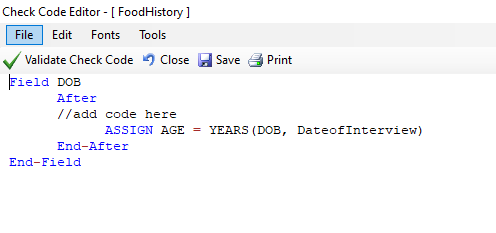 Check Code Editor - [ FoodHistory ]
File Edit Fonts Tools
Validate Check Code Close Save Print
Field DOB
After
//add code here
ASSIGN AGE = YEARS(DOB, DateofInterview)
End-After
End-Field